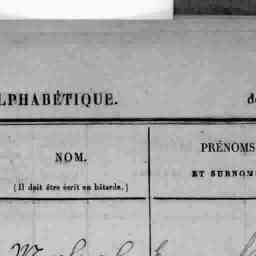 LPHABÉTIQUE. d
NOM.
PRÉNOMS
(Il doit être écrit en bâtarde.)
ET SURNOM